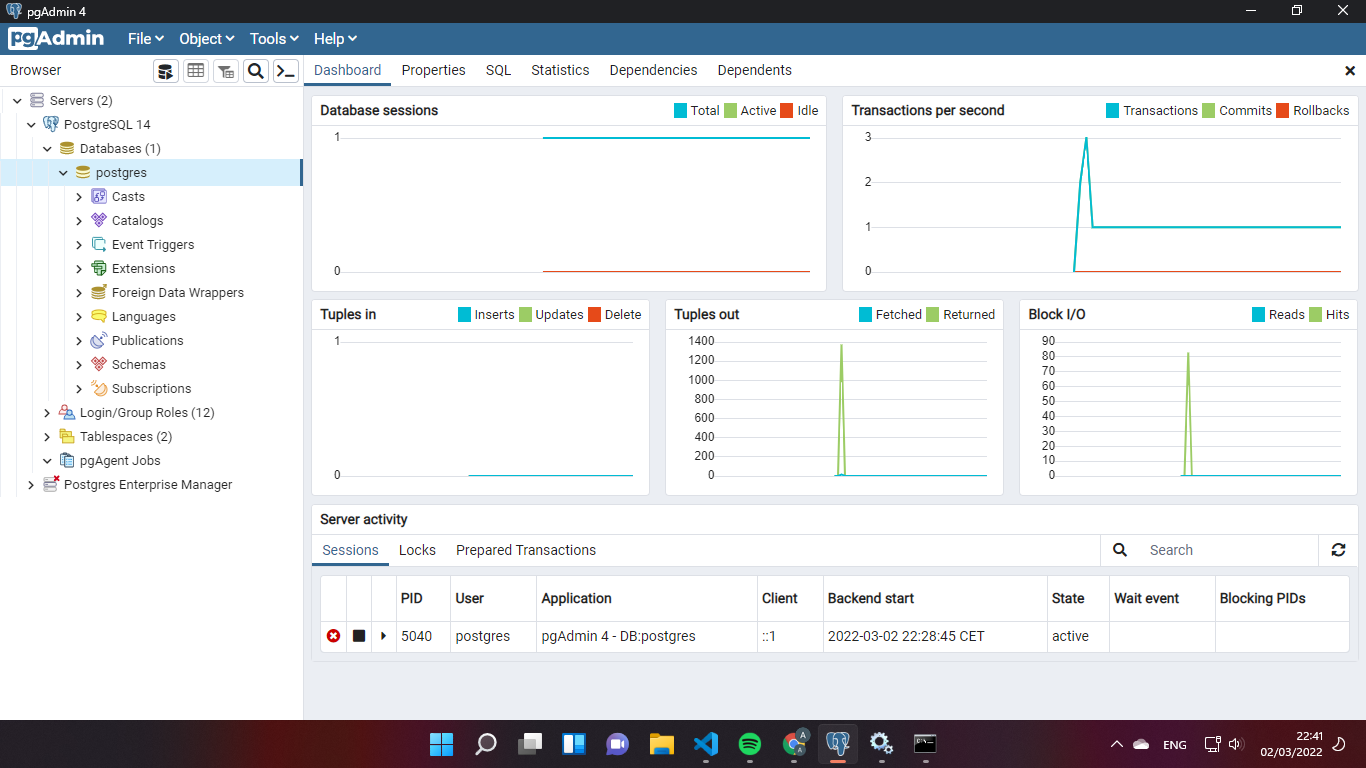 pgAdmin 4
pgAdmin File Object Tools Help
Browser
Dashboard Properties SQL Statistics Dependencies Dependents
Servers (2)
PostgreSQL 14
Databases (1)
postgres
Casts
Catalogs
Event Triggers
Extensions
Foreign Data Wrappers
Languages
Publications
Schemas
Subscriptions
Login/Group Roles (12)
Tablespaces (2)
pgAgent Jobs
Postgres Enterprise Manager
Database sessions
Total Active Idle
1
0
Transactions per second
Transactions Commits Rollbacks
3
2
1
0
Tuples in
Inserts Updates Delete
1
0
Tuples out
Fetched Returned
1400
1200
1000
800
600
400
200
0
Block I/O
Reads Hits
90
80
70
60
50
40
30
20
10
0
Server activity
Sessions Locks Prepared Transactions
Search
PID User Application Client Backend start State Wait event Blocking PIDs
5040 postgres pgAdmin 4 - DB:postgres ::1 2022-03-02 22:28:45 CET active
A
A
ENG
22:41
02/03/2022